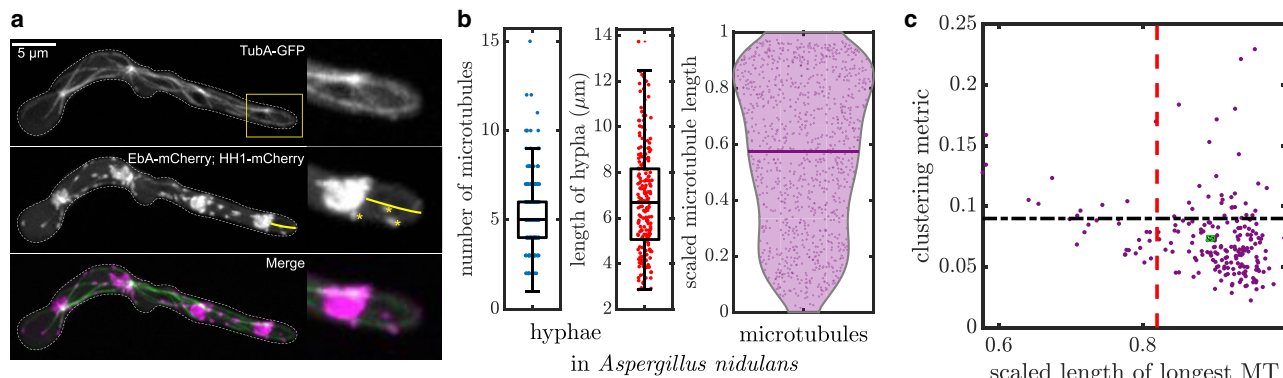 a
5 μm
TubA-GFP
EbA-mCherry; HH1-mCherry
*
*
*
Merge
b
number of microtubules
15
10
5
0
length of hypha (μm)
14
12
10
8
6
4
2
hyphae
scaled microtubule length
1
0.8
0.6
0.4
0.2
0
microtubules
in Aspergillus nidulans
c
clustering metric
0.25
0.2
0.15
0.1
0.05
0
0.6
0.8
scaled length of longest MT